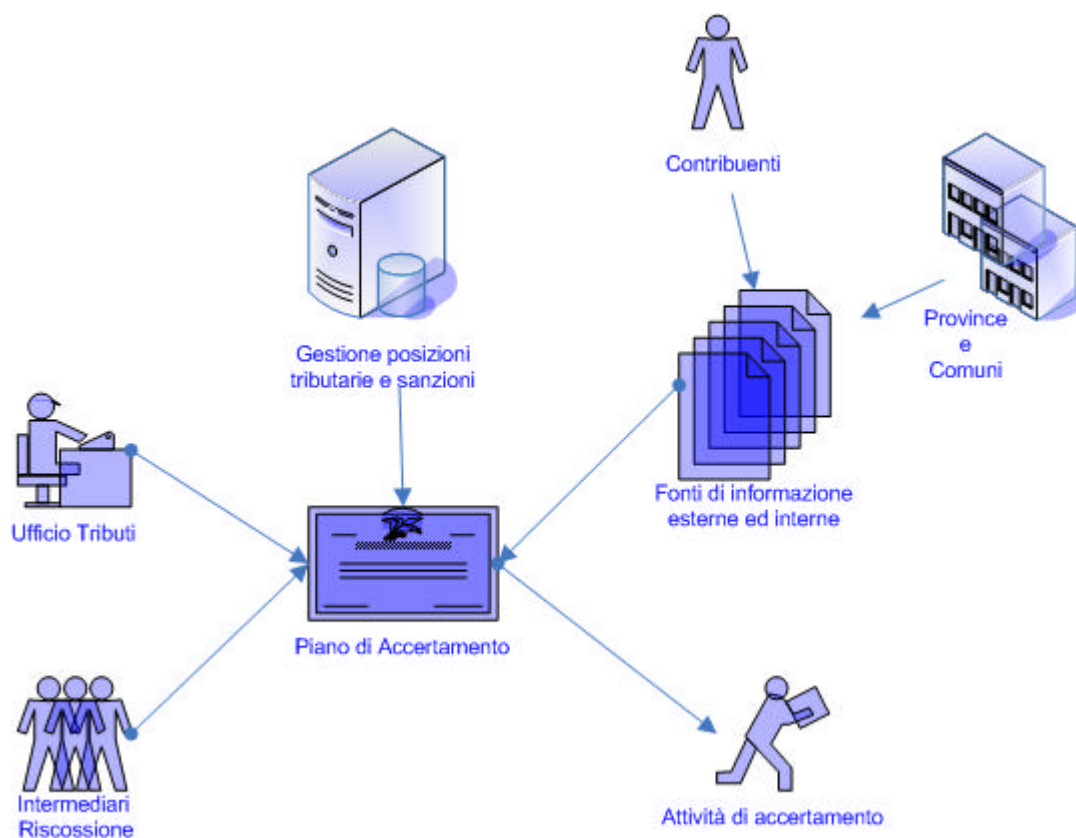 Contribuenti
Province
e
Comuni
Gestione posizioni
tributarie e sanzioni
Fonti di informazione
esterne ed interne
Ufficio Tributi
Piano di Accertamento
Intermediari
Riscossione
Attività di accertamento